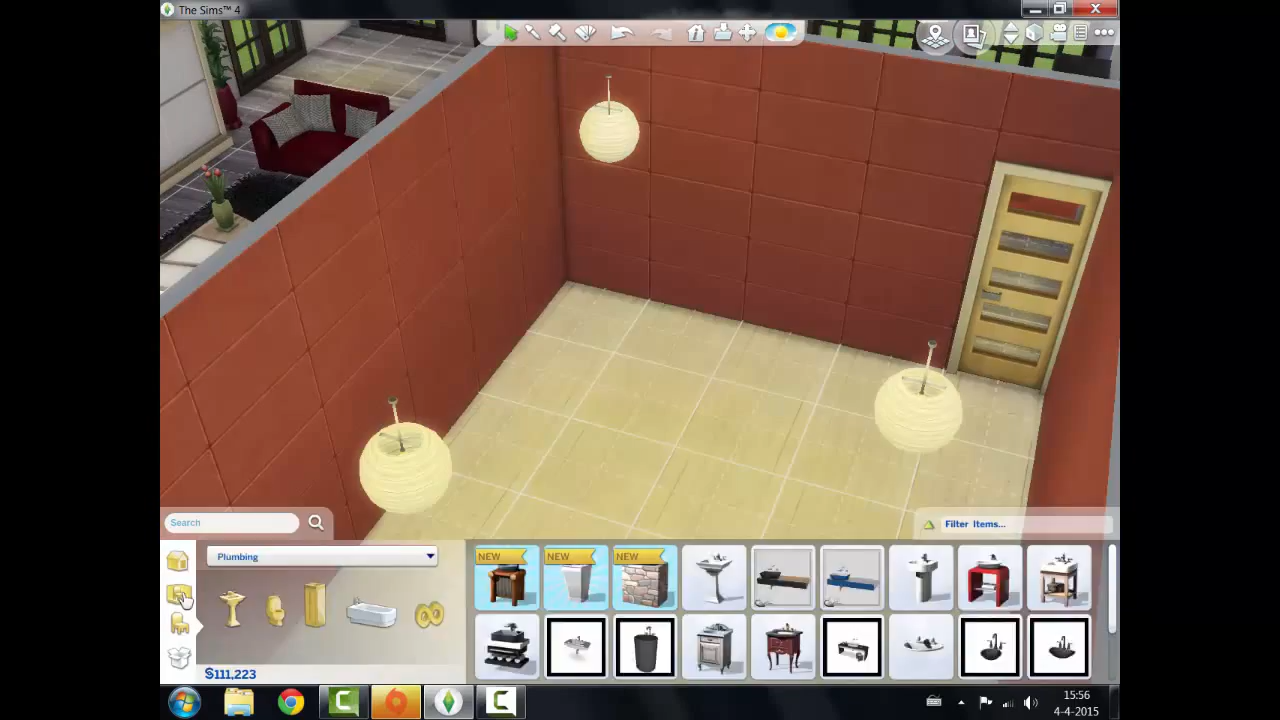 The Sims™ 4
Search
Filter Items...
Plumbing
NEW
NEW
NEW
$111,223
15:56
4-4-2015